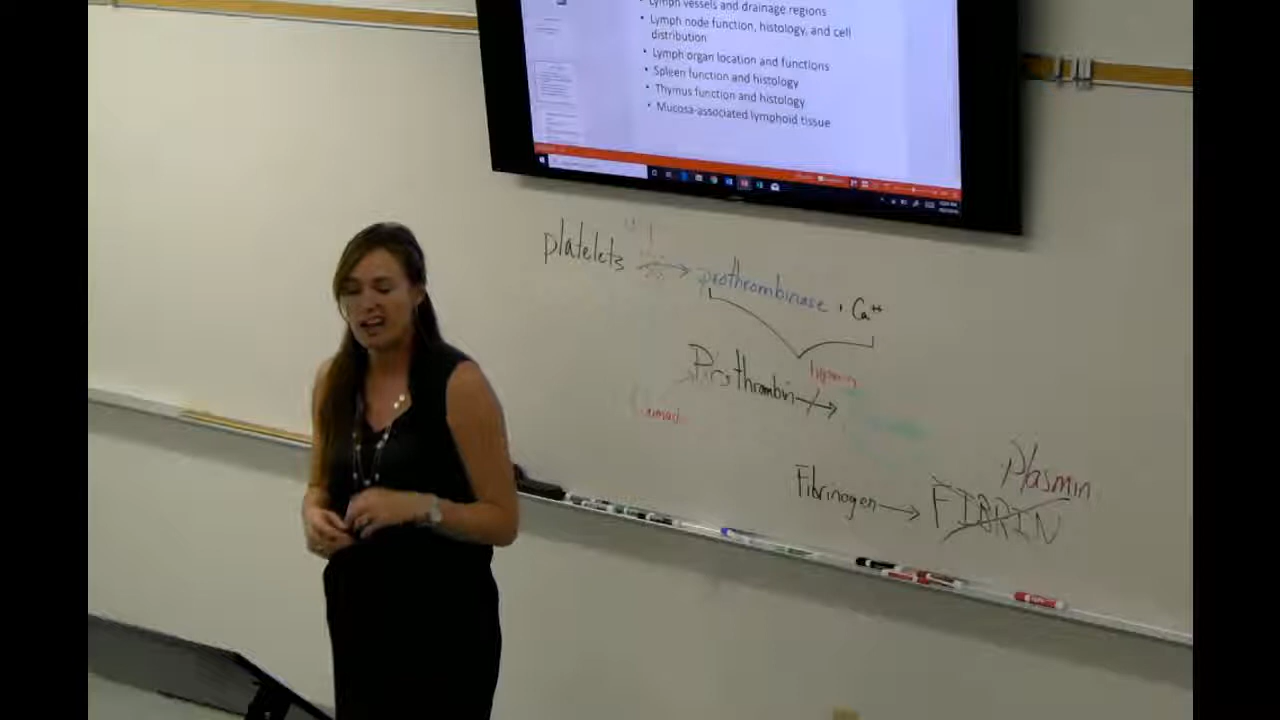 Lymph vessels and drainage regions
• Lymph node function, histology, and cell
distribution
• Lymph organ location and functions
• Spleen function and histology
• Thymus function and histology
• Mucosa-associated lymphoid tissue
platelets → prothrombinase + Ca++
Prothrombin →
plasmin
Fibrinogen → FIBRIN